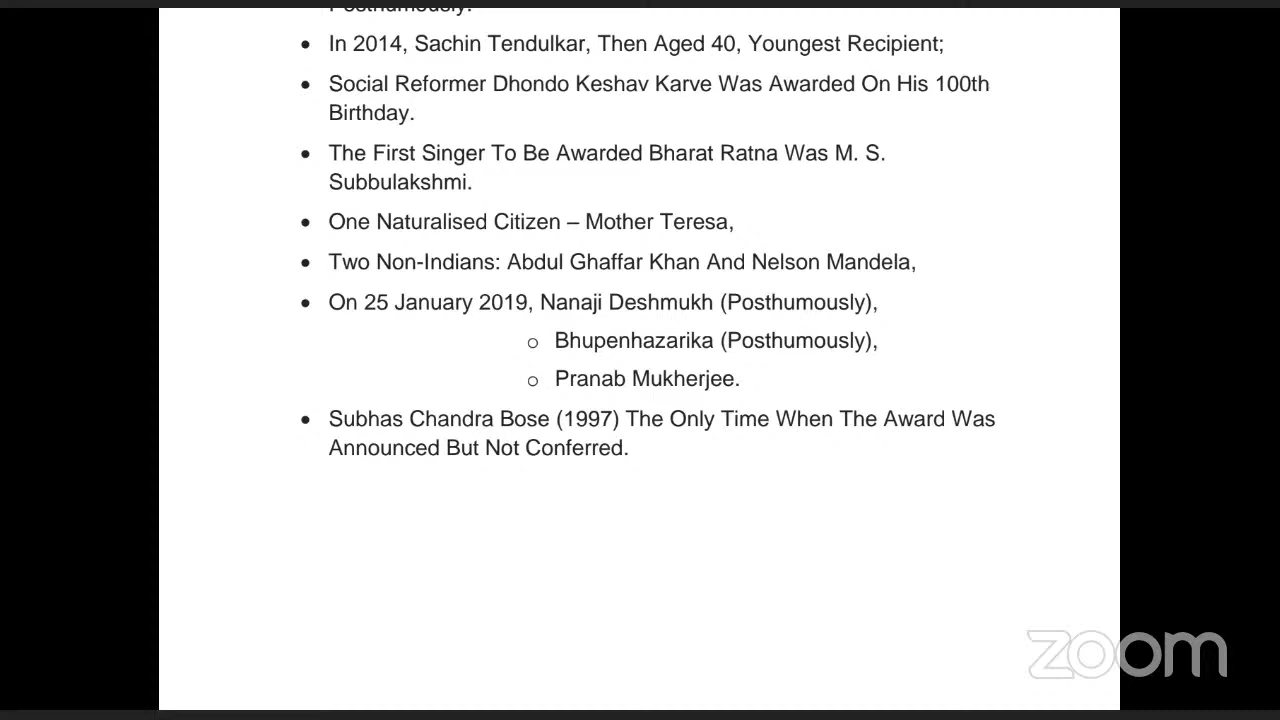 Posthumously.
• In 2014, Sachin Tendulkar, Then Aged 40, Youngest Recipient;
• Social Reformer Dhondo Keshav Karve Was Awarded On His 100th
Birthday.
• The First Singer To Be Awarded Bharat Ratna Was M. S.
Subbulakshmi.
• One Naturalised Citizen – Mother Teresa,
• Two Non-Indians: Abdul Ghaffar Khan And Nelson Mandela,
• On 25 January 2019, Nanaji Deshmukh (Posthumously),
o Bhupenhazarika (Posthumously),
o Pranab Mukherjee.
• Subhas Chandra Bose (1997) The Only Time When The Award Was
Announced But Not Conferred.
zoom